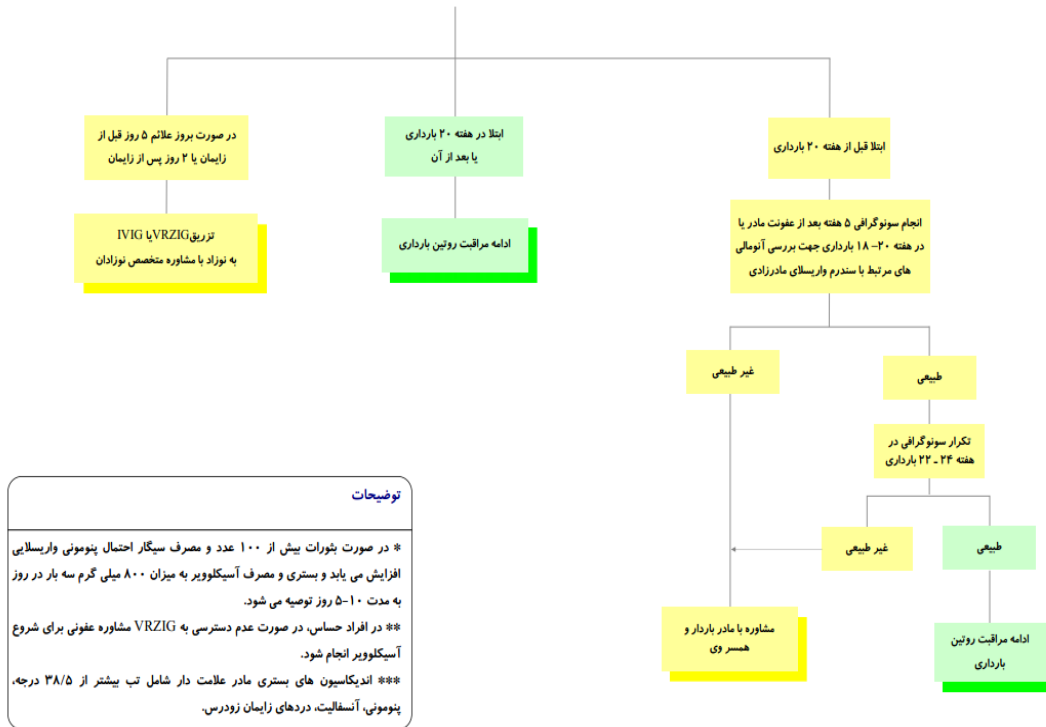 ابتلا قبل از هفته ۲۰ بارداری
انجام سونوگرافی ۵ هفته بعد از عفونت مادر یا
در هفته ۲۰– ۱۸ بارداری جهت بررسی آنومالی
های مرتبط با سندرم واریسلای مادرزادی
طبیعی
غیر طبیعی
تکرار سونوگرافی در
هفته ۲۴ ـ ۲۲ بارداری
طبیعی
غیر طبیعی
ادامه مراقبت روتین
بارداری
مشاوره با مادر باردار و
همسر وی
ابتلا در هفته ۲۰ بارداری
یا بعد از آن
ادامه مراقبت روتین بارداری
در صورت بروز علائم ۵ روز قبل از
زایمان یا ۲ روز پس از زایمان
تزریقVRZIGیا IVIG
به نوزاد با مشاوره متخصص نوزادان
توضیحات
* در صورت بثورات بیش از ۱۰۰ عدد و مصرف سیگار احتمال پنومونی واریسلایی
افزایش می یابد و بستری و مصرف آسیکلوویر به میزان ۸۰۰ میلی گرم سه بار در روز
به مدت ۱۰-۵ روز توصیه می شود.
** در افراد حساس، در صورت عدم دسترسی به VRZIG مشاوره عفونی برای شروع
آسیکلوویر انجام شود.
*** اندیکاسیون های بستری مادر علامت دار شامل تب بیشتر از ۳۸/۵ درجه،
پنومونی، آنسفالیت، دردهای زایمان زودرس.